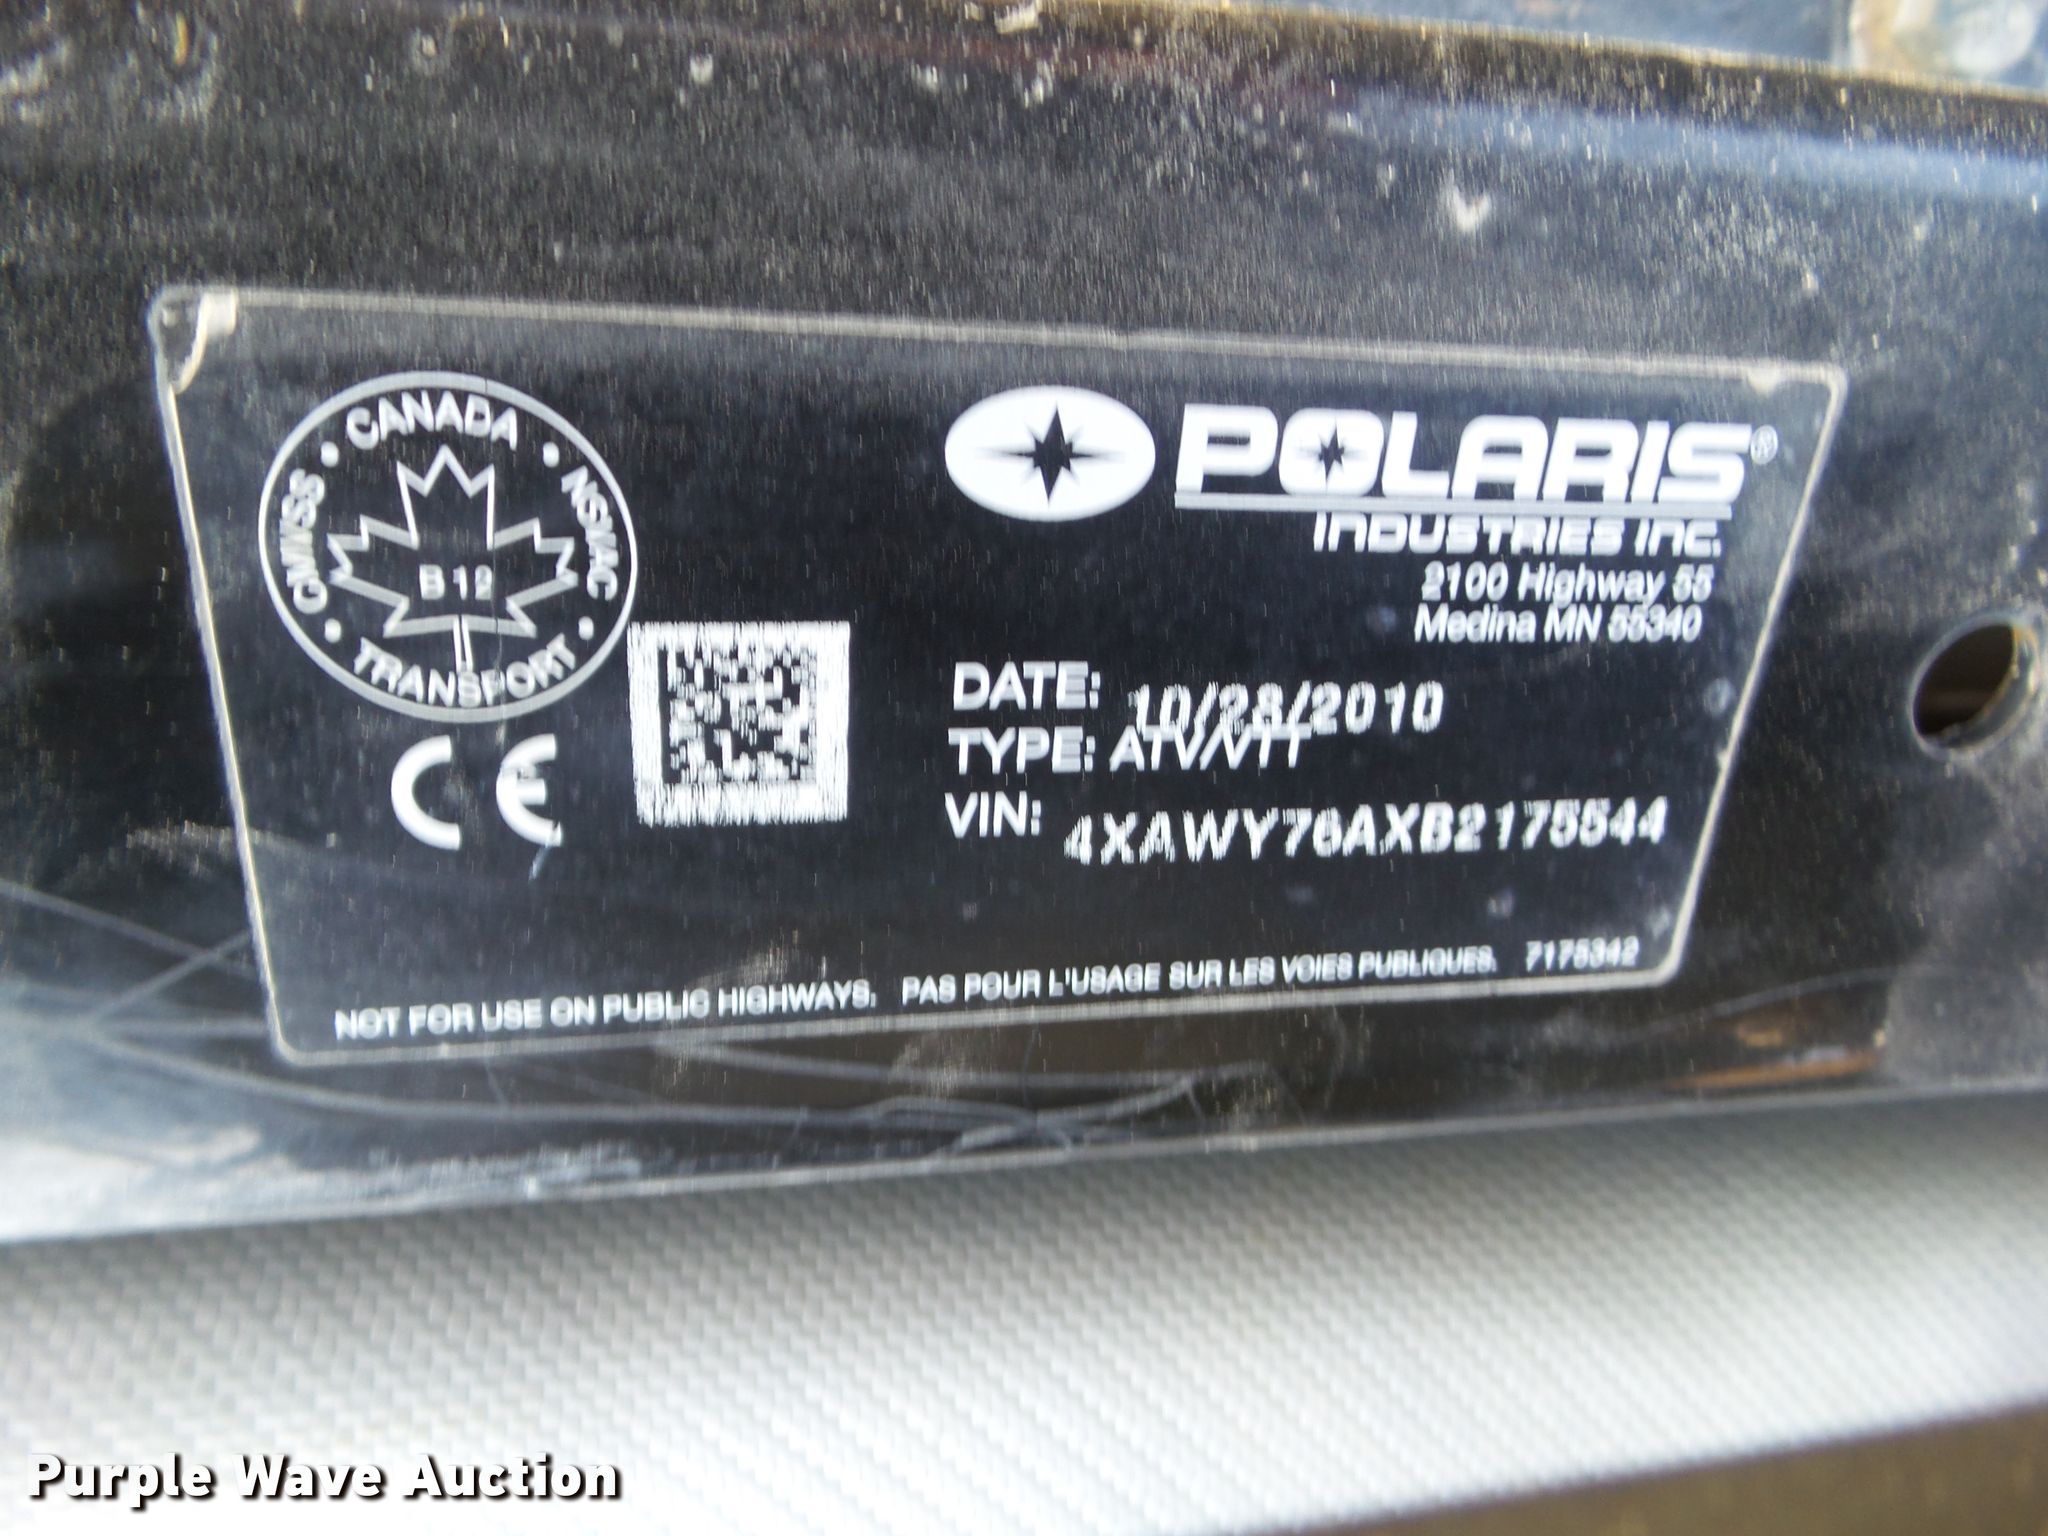 CANADA
CMVSS • NSVAC
B 12
TRANSPORT
CE
POLARIS®
INDUSTRIES INC.
2100 Highway 55
Medina MN 55340
DATE: 10/28/2010
TYPE: ATV/VTT
VIN: 4XAWY76AXB2175544
NOT FOR USE ON PUBLIC HIGHWAYS. PAS POUR L'USAGE SUR LES VOIES PUBLIQUES. 7175342
Purple Wave Auction